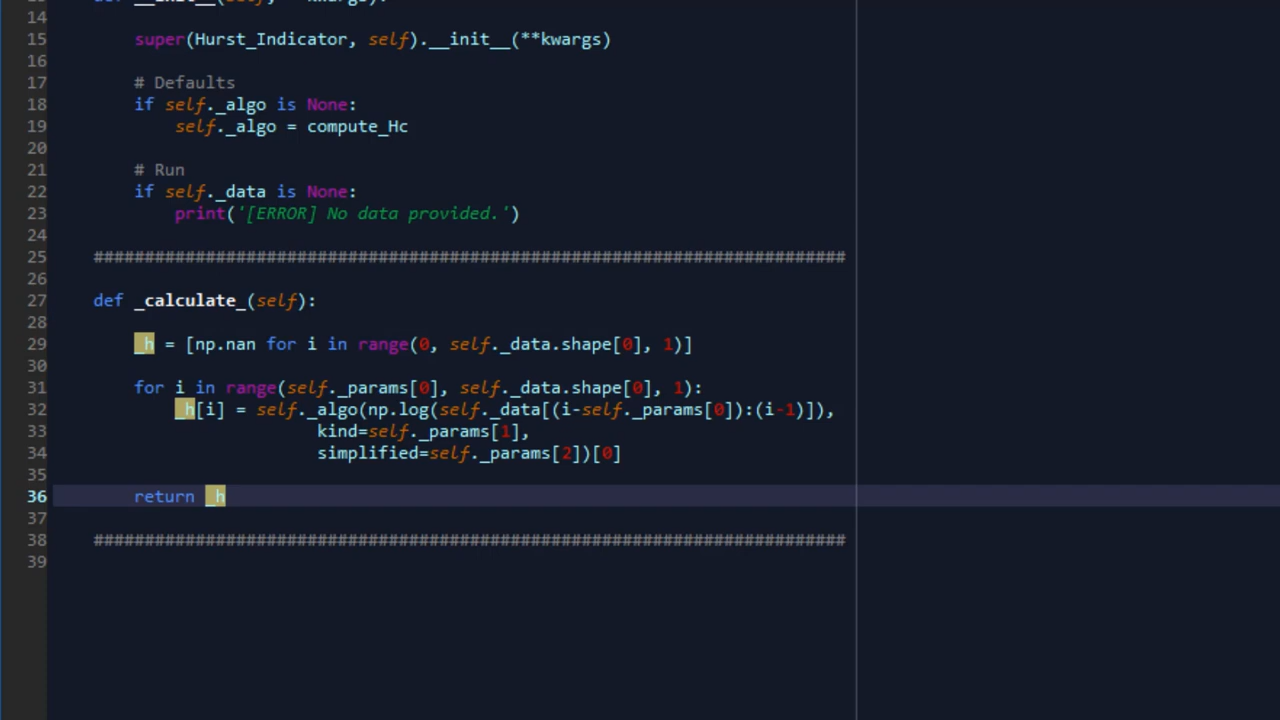 14
15 super(Hurst_Indicator, self).__init__(**kwargs)
16
17 # Defaults
18 if self._algo is None:
19 self._algo = compute_Hc
20
21 # Run
22 if self._data is None:
23 print('[ERROR] No data provided.')
24
25 ##########################################################################
26
27 def _calculate_(self):
28
29 _h = [np.nan for i in range(0, self._data.shape[0], 1)]
30
31 for i in range(self._params[0], self._data.shape[0], 1):
32 _h[i] = self._algo(np.log(self._data[(i-self._params[0]):(i-1)]),
33 kind=self._params[1],
34 simplified=self._params[2])[0]
35
36 return _h
37
38 ##########################################################################
39